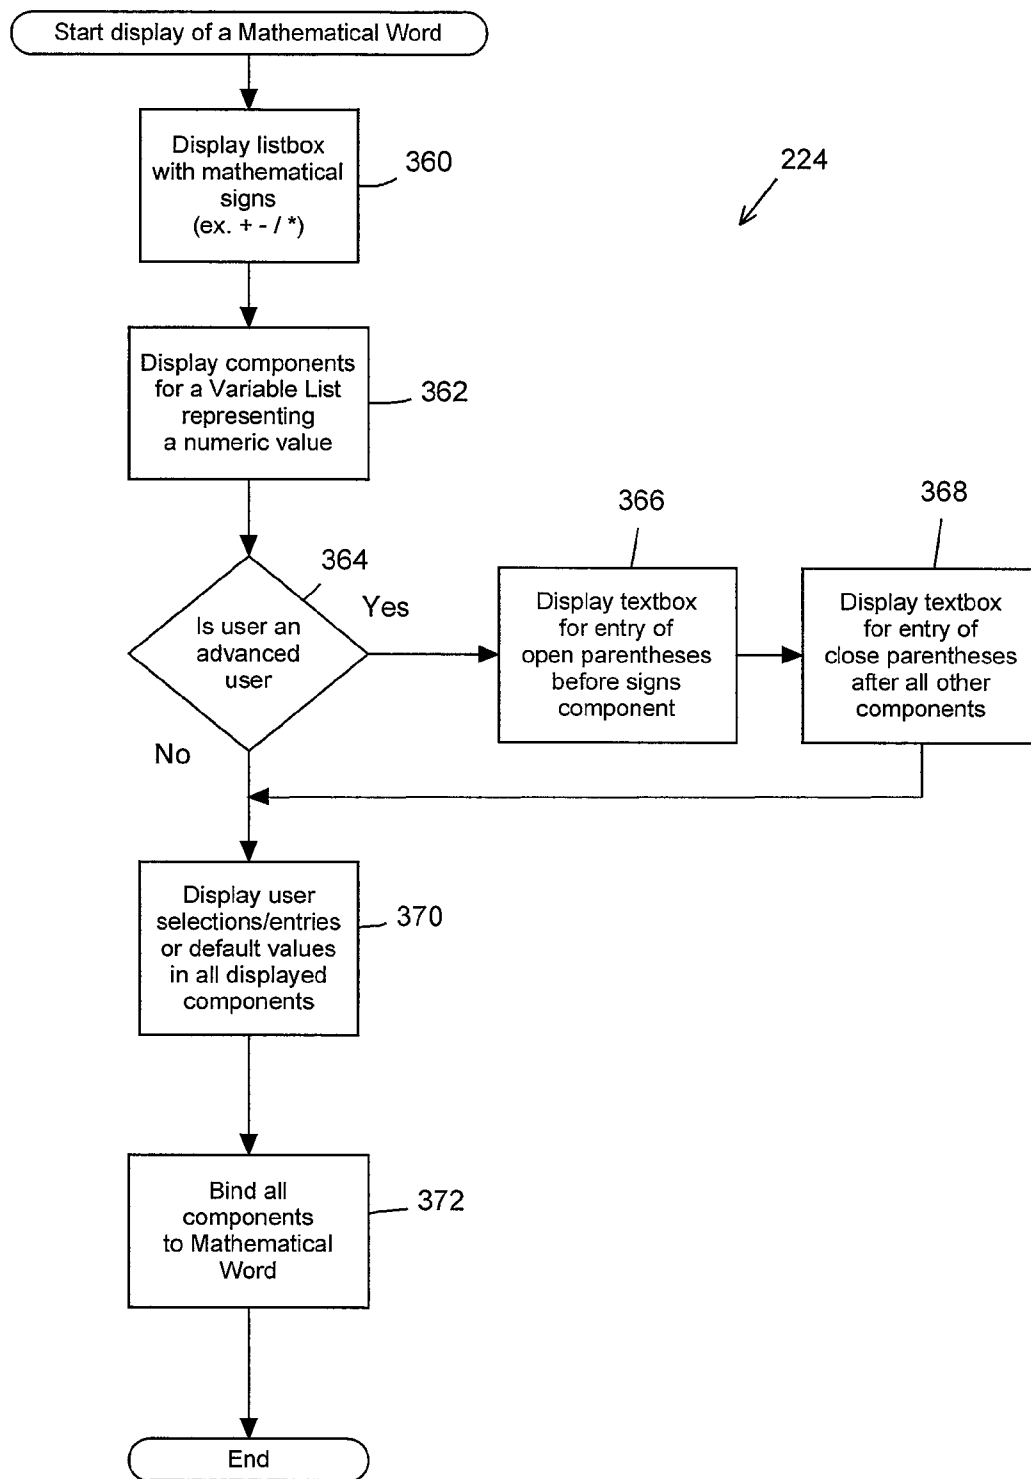 Start display of a Mathematical Word
Display listbox
with mathematical
signs
(ex. + - / *)
360
224
Display components
for a Variable List
representing
a numeric value
362
364
Is user an
advanced
user
Yes
No
366
Display textbox
for entry of
open parentheses
before signs
component
368
Display textbox
for entry of
close parentheses
after all other
components
Display user
selections/entries
or default values
in all displayed
components
370
Bind all
components
to Mathematical
Word
372
End